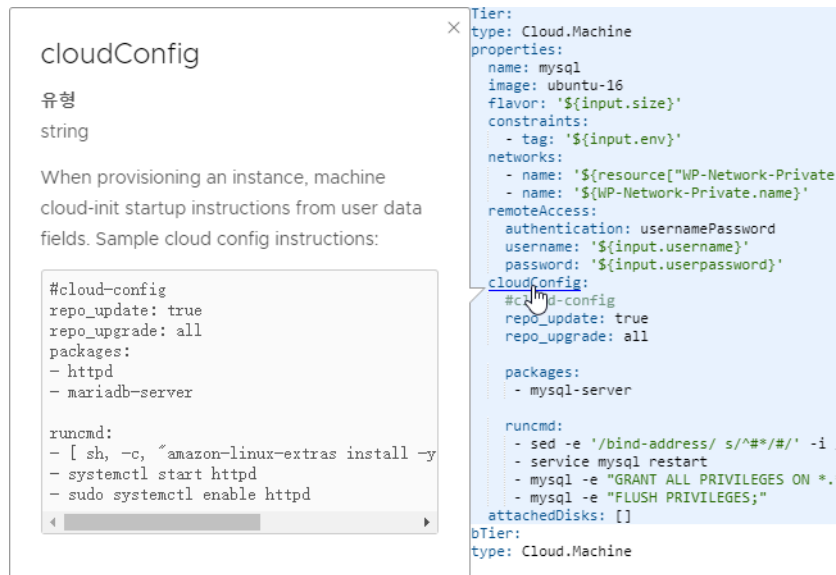 cloudConfig
유형
string
When provisioning an instance, machine
cloud-init startup instructions from user data
fields. Sample cloud config instructions:
#cloud-config
repo_update: true
repo_upgrade: all
packages:
- httpd
- mariadb-server
runcmd:
- [ sh, -c, "amazon-linux-extras install -y
- systemctl start httpd
- sudo systemctl enable httpd
Tier:
type: Cloud.Machine
properties:
name: mysql
image: ubuntu-16
flavor: '${input.size}'
constraints:
- tag: '${input.env}'
networks:
- name: '${resource["WP-Network-Private
- name: '${WP-Network-Private.name}'
remoteAccess:
authentication: usernamePassword
username: '${input.username}'
password: '${input.userpassword}'
cloudConfig:
#cloud-config
repo_update: true
repo_upgrade: all
packages:
- mysql-server
runcmd:
- sed -e '/bind-address/ s/^#*/#/' -i
- service mysql restart
- mysql -e "GRANT ALL PRIVILEGES ON *.
- mysql -e "FLUSH PRIVILEGES;"
attachedDisks: []
bTier:
type: Cloud.Machine